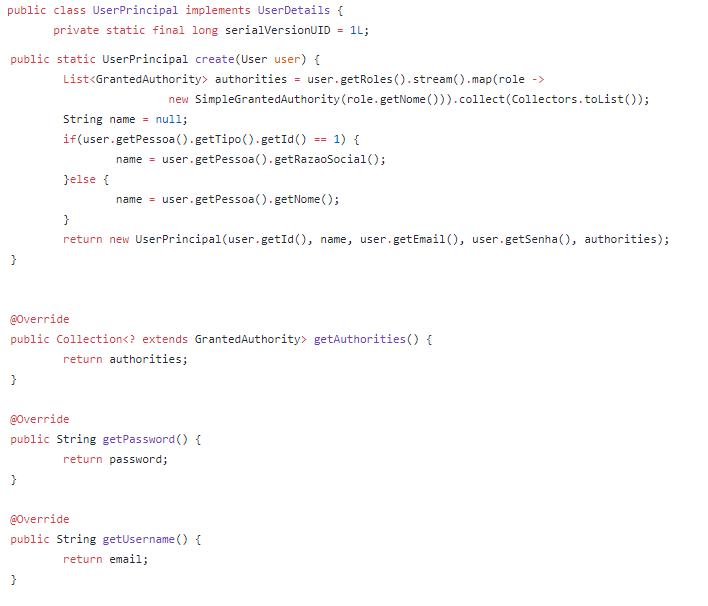 public class UserPrincipal implements UserDetails {
private static final long serialVersionUID = 1L;
public static UserPrincipal create(User user) {
List<GrantedAuthority> authorities = user.getRoles().stream().map(role ->
new SimpleGrantedAuthority(role.getNome())).collect(Collectors.toList());
String name = null;
if(user.getPessoa().getTipo().getId() == 1) {
name = user.getPessoa().getRazaoSocial();
}else {
name = user.getPessoa().getNome();
}
return new UserPrincipal(user.getId(), name, user.getEmail(), user.getSenha(), authorities);
}
@Override
public Collection<? extends GrantedAuthority> getAuthorities() {
return authorities;
}
@Override
public String getPassword() {
return password;
}
@Override
public String getUsername() {
return email;
}